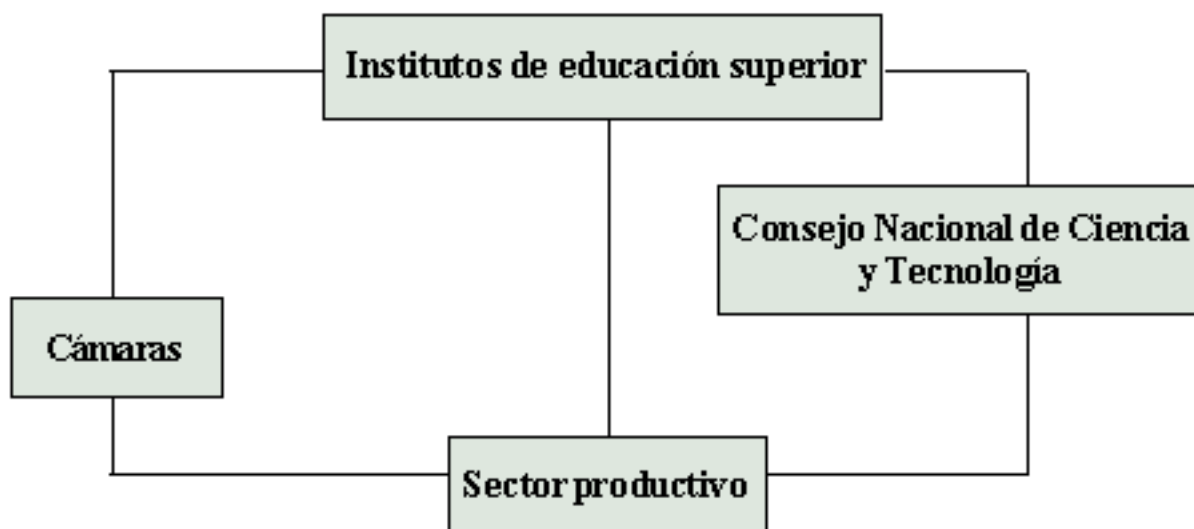 Institutos de educación superior
Consejo Nacional de Ciencia
y Tecnología
Cámaras
Sector productivo